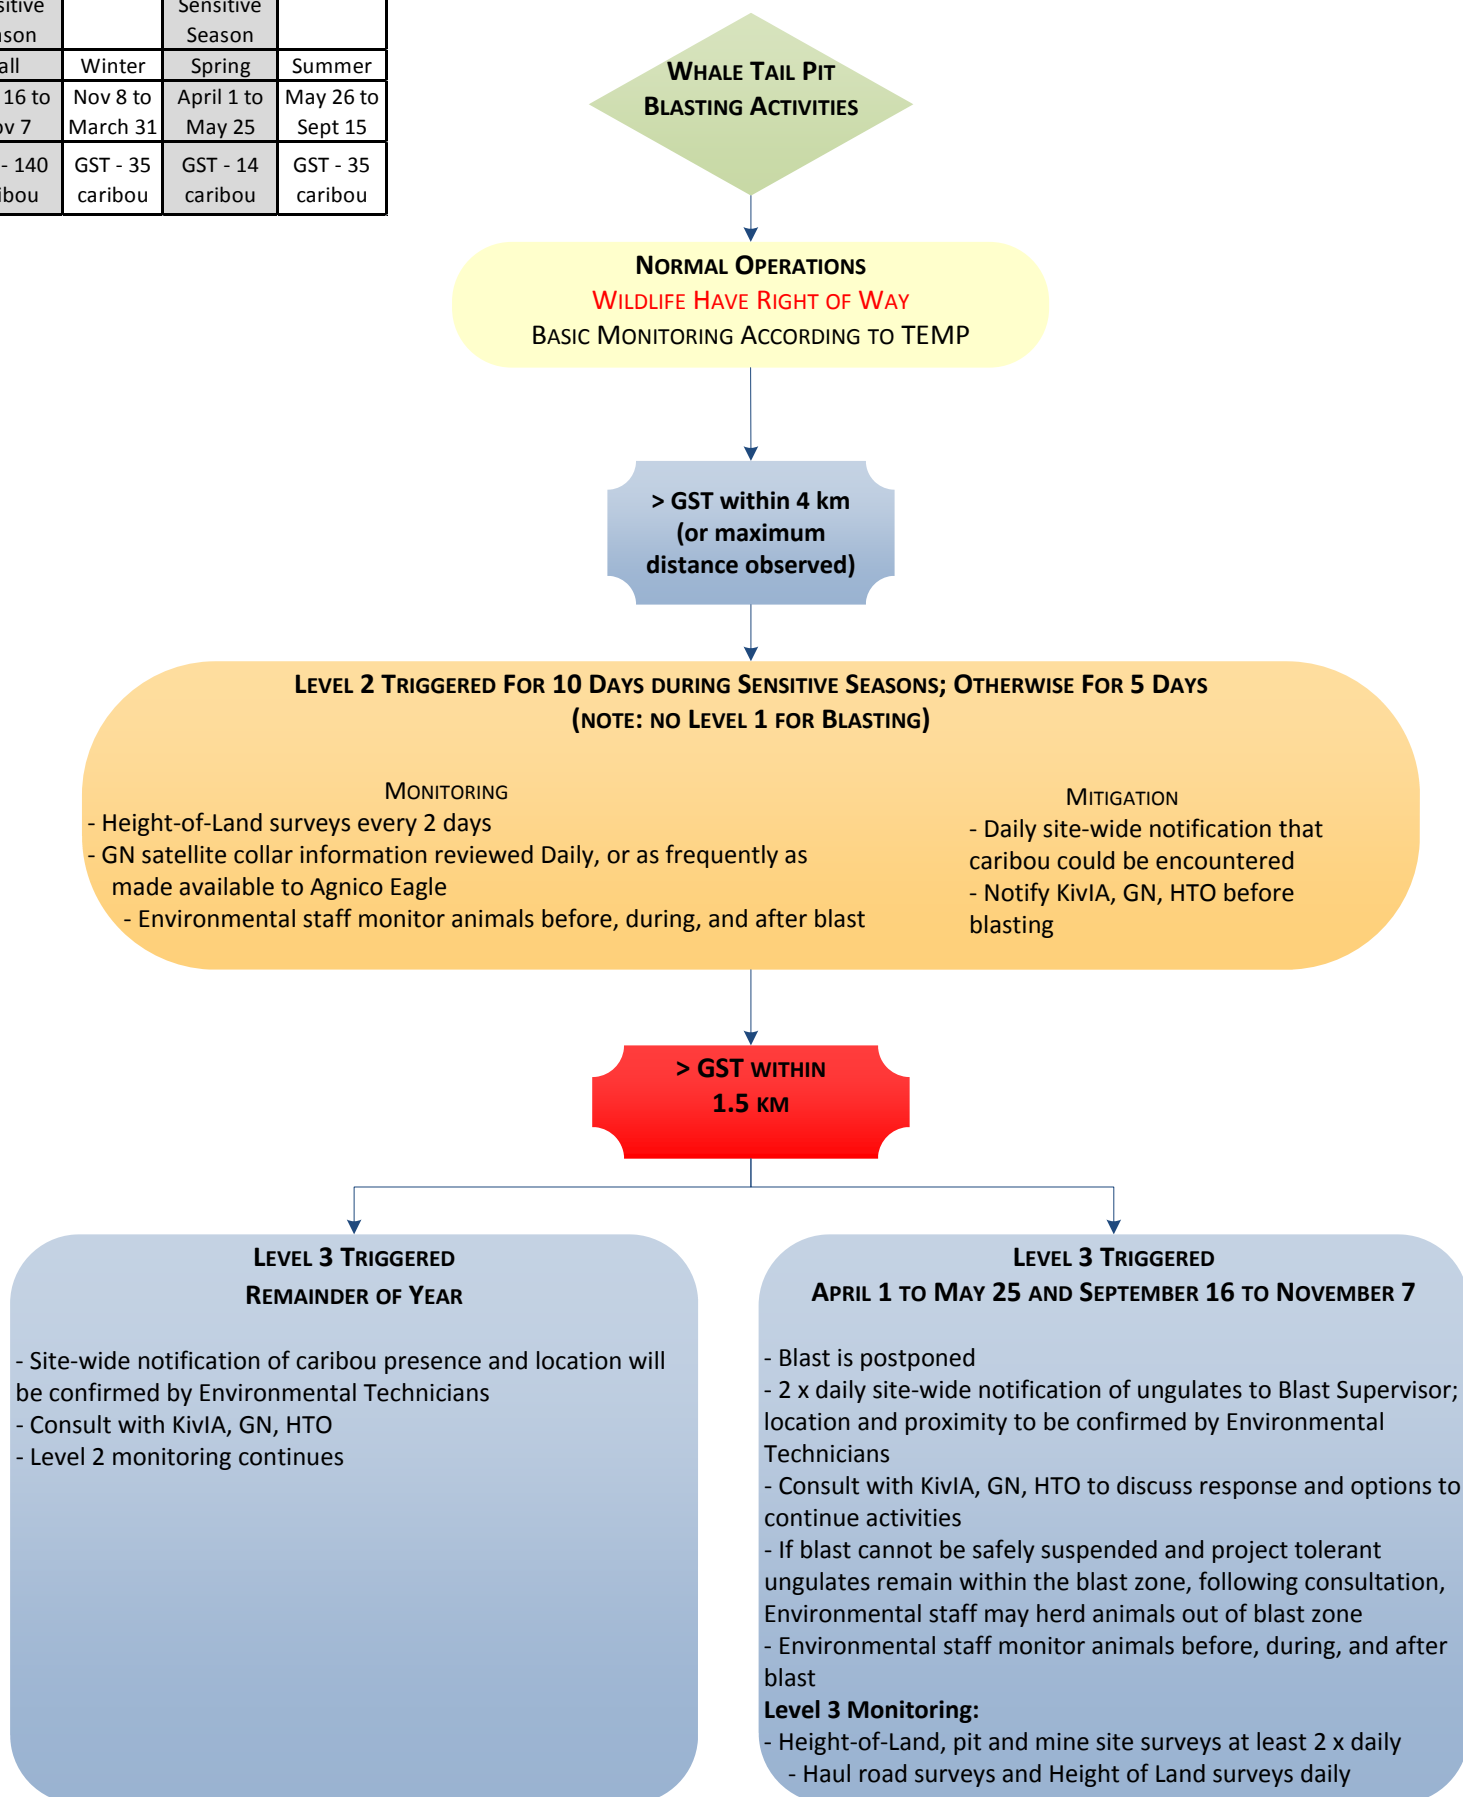 Sensitive
Season
Winter Spring Summer
16 to Nov 8 to April 1 to May 26 to
7 March 31 May 25 Sept 15
- 140 GST - 35 GST - 14 GST - 35
caribou caribou caribou
WHALE TAIL PIT
BLASTING ACTIVITIES
NORMAL OPERATIONS
WILDLIFE HAVE RIGHT OF WAY
BASIC MONITORING ACCORDING TO TEMP
> GST within 4 km
(or maximum
distance observed)
LEVEL 2 TRIGGERED FOR 10 DAYS DURING SENSITIVE SEASONS; OTHERWISE FOR 5 DAYS
(NOTE: NO LEVEL 1 FOR BLASTING)
MONITORING
- Height-of-Land surveys every 2 days
- GN satellite collar information reviewed Daily, or as frequently as
made available to Agnico Eagle
- Environmental staff monitor animals before, during, and after blast
MITIGATION
- Daily site-wide notification that
caribou could be encountered
- Notify KivIA, GN, HTO before
blasting
> GST WITHIN
1.5 KM
LEVEL 3 TRIGGERED
REMAINDER OF YEAR
- Site-wide notification of caribou presence and location will
be confirmed by Environmental Technicians
- Consult with KivIA, GN, HTO
- Level 2 monitoring continues
LEVEL 3 TRIGGERED
APRIL 1 TO MAY 25 AND SEPTEMBER 16 TO NOVEMBER 7
- Blast is postponed
- 2 x daily site-wide notification of ungulates to Blast Supervisor;
location and proximity to be confirmed by Environmental
Technicians
- Consult with KivIA, GN, HTO to discuss response and options to
continue activities
- If blast cannot be safely suspended and project tolerant
ungulates remain within the blast zone, following consultation,
Environmental staff may herd animals out of blast zone
- Environmental staff monitor animals before, during, and after
blast
Level 3 Monitoring:
- Height-of-Land, pit and mine site surveys at least 2 x daily
- Haul road surveys and Height of Land surveys daily